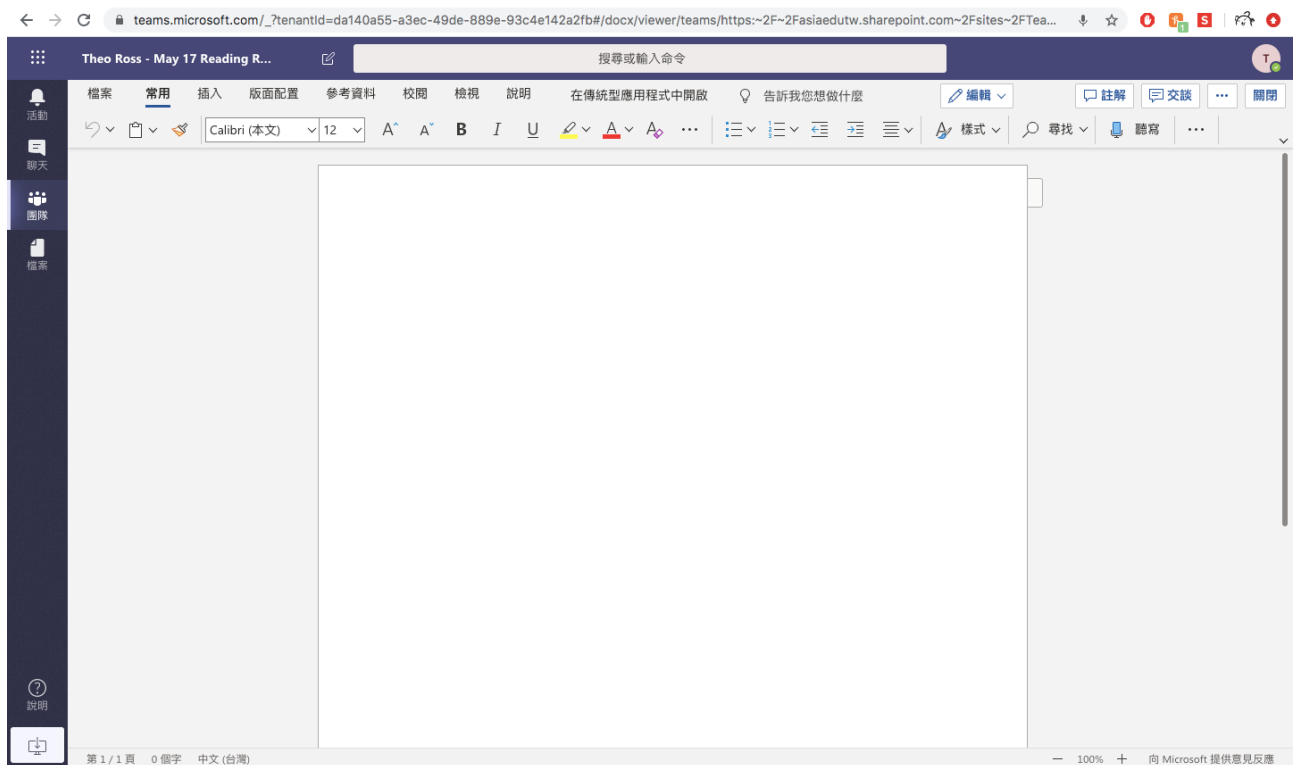 teams.microsoft.com/_?tenantId=da140a55-a3ec-49de-889e-93c4e142a2fb#/docx/viewer/teams/https:~2F~2Fasiaedutw.sharepoint.com~2Fsites~2FTea...
Theo Ross - May 17 Reading R... 搜尋或輸入命令 T
檔案 常用 插入 版面配置 參考資料 校閱 檢視 說明 在傳統型應用程式中開啟 告訴我您想做什麼 編輯 註解 交談 ... 關閉
Calibri (本文) 12 A A B I U A A ... 樣式 尋找 聽寫 ...
活動
聊天
團隊
檔案
說明
第 1 / 1 頁 0 個字 中文 (台灣) — 100% + 向 Microsoft 提供意見反應